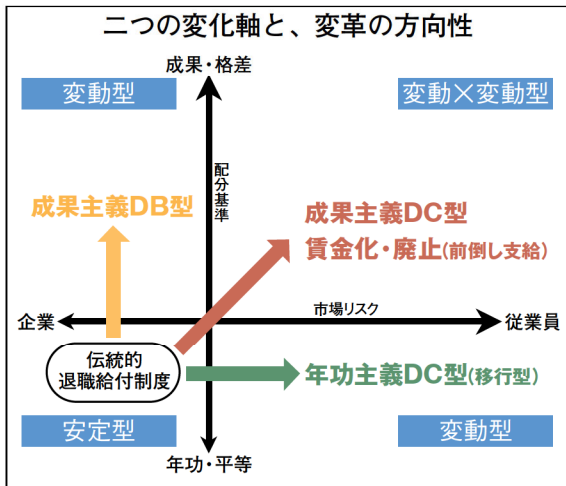 二つの変化軸と、変革の方向性
成果・格差
変動型
変動×変動型
配分基準
成果主義DB型
成果主義DC型
賃金化・廃止(前倒し支給)
市場リスク
企業
従業員
伝統的
退職給付制度
年功主義DC型(移行型)
安定型
変動型
年功・平等